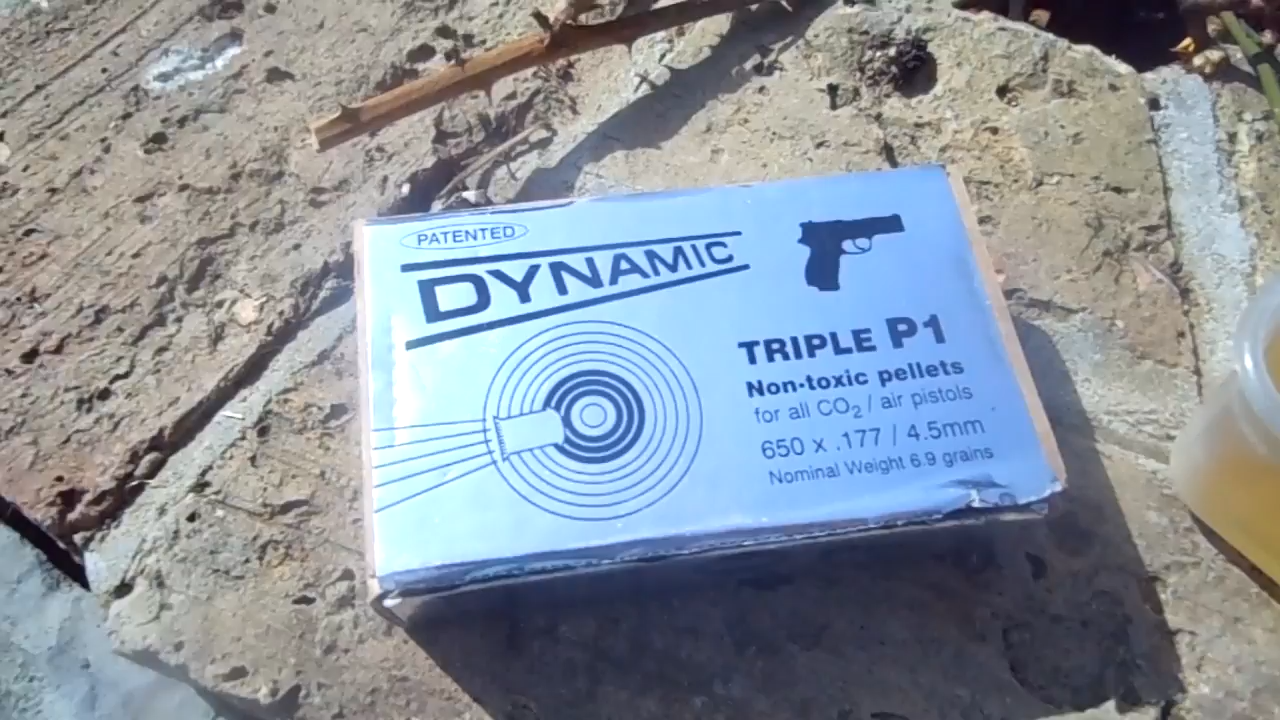 PATENTED
DYNAMIC
TRIPLE P1
Non-toxic pellets
for all CO₂ / air pistols
650 x .177 / 4.5mm
Nominal Weight 6.9 grains